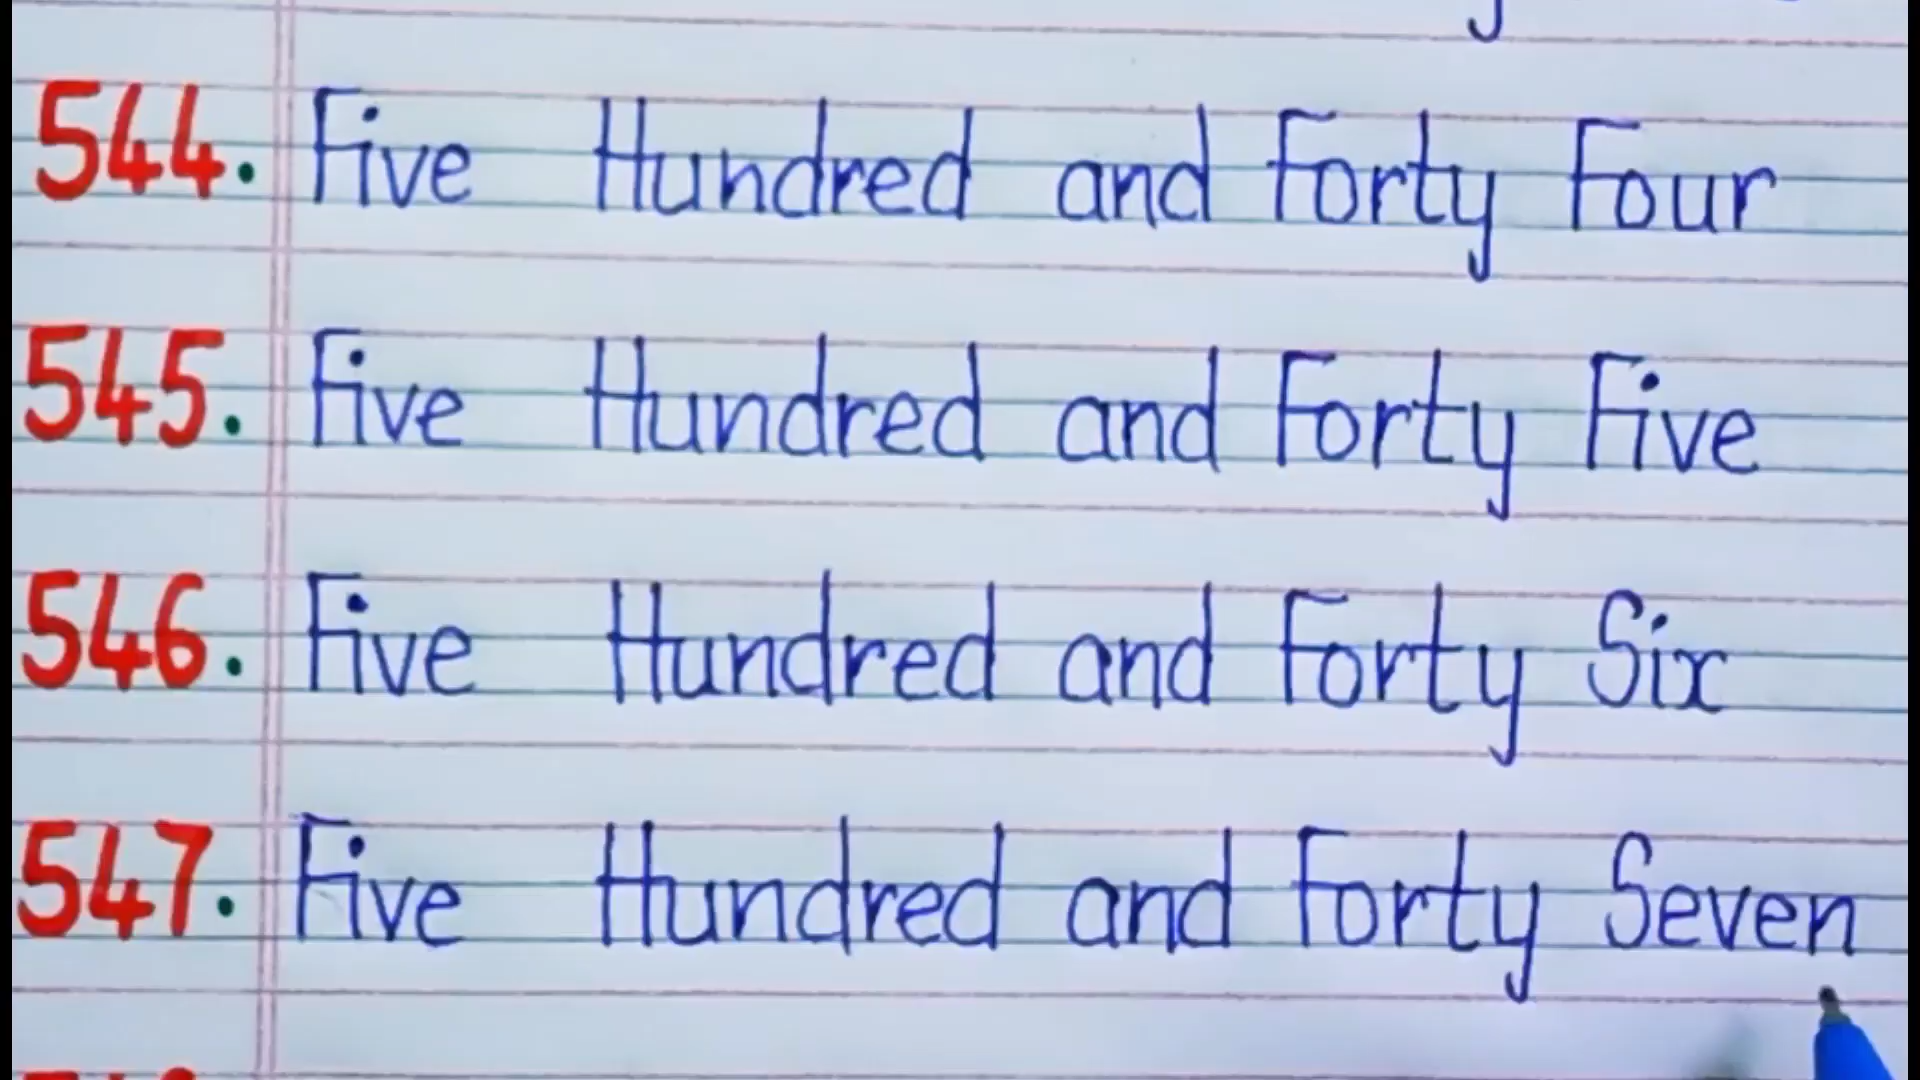 544. Five Hundred and Forty Four
545. Five Hundred and Forty Five
546. Five Hundred and Forty Six
547. Five Hundred and Forty Seven